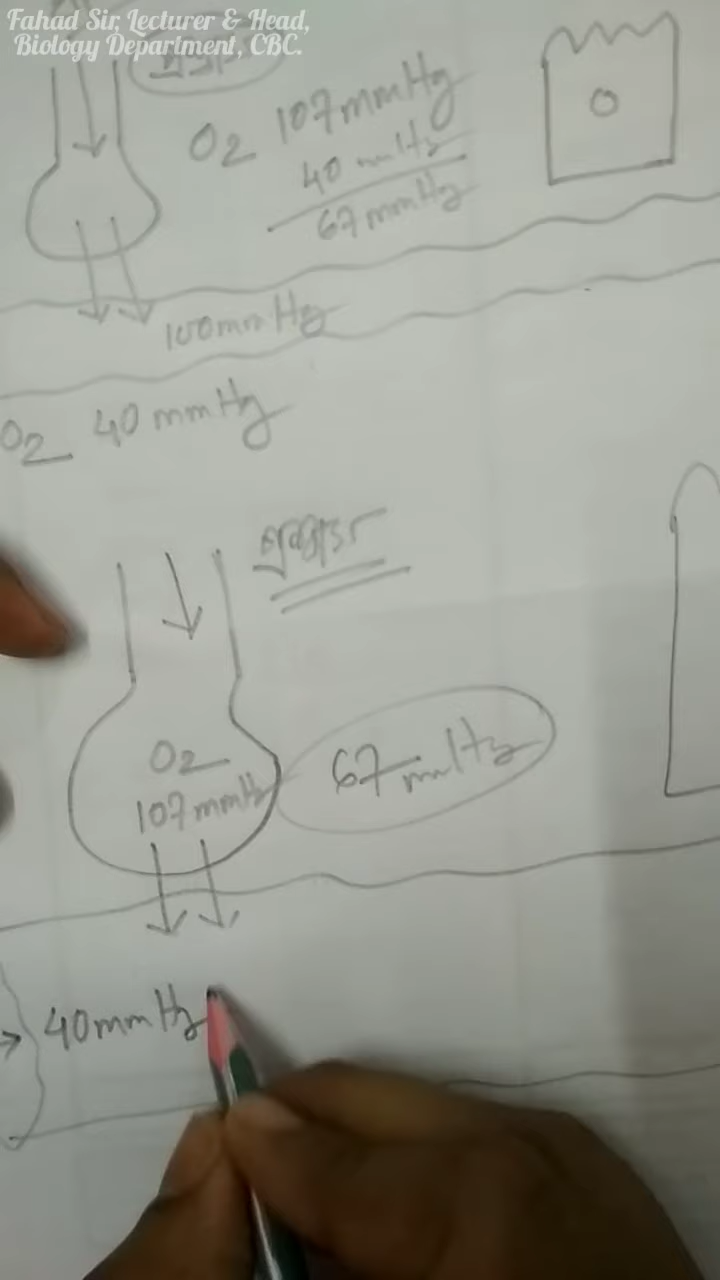 Fahad Sir, Lecturer & Head,
Biology Department, CBC.
O2 107 mmHg
40 mmHg
67 mmHg
100 mmHg
O2 40 mmHg
O2
107 mmHg
67 mmHg
40 mmHg